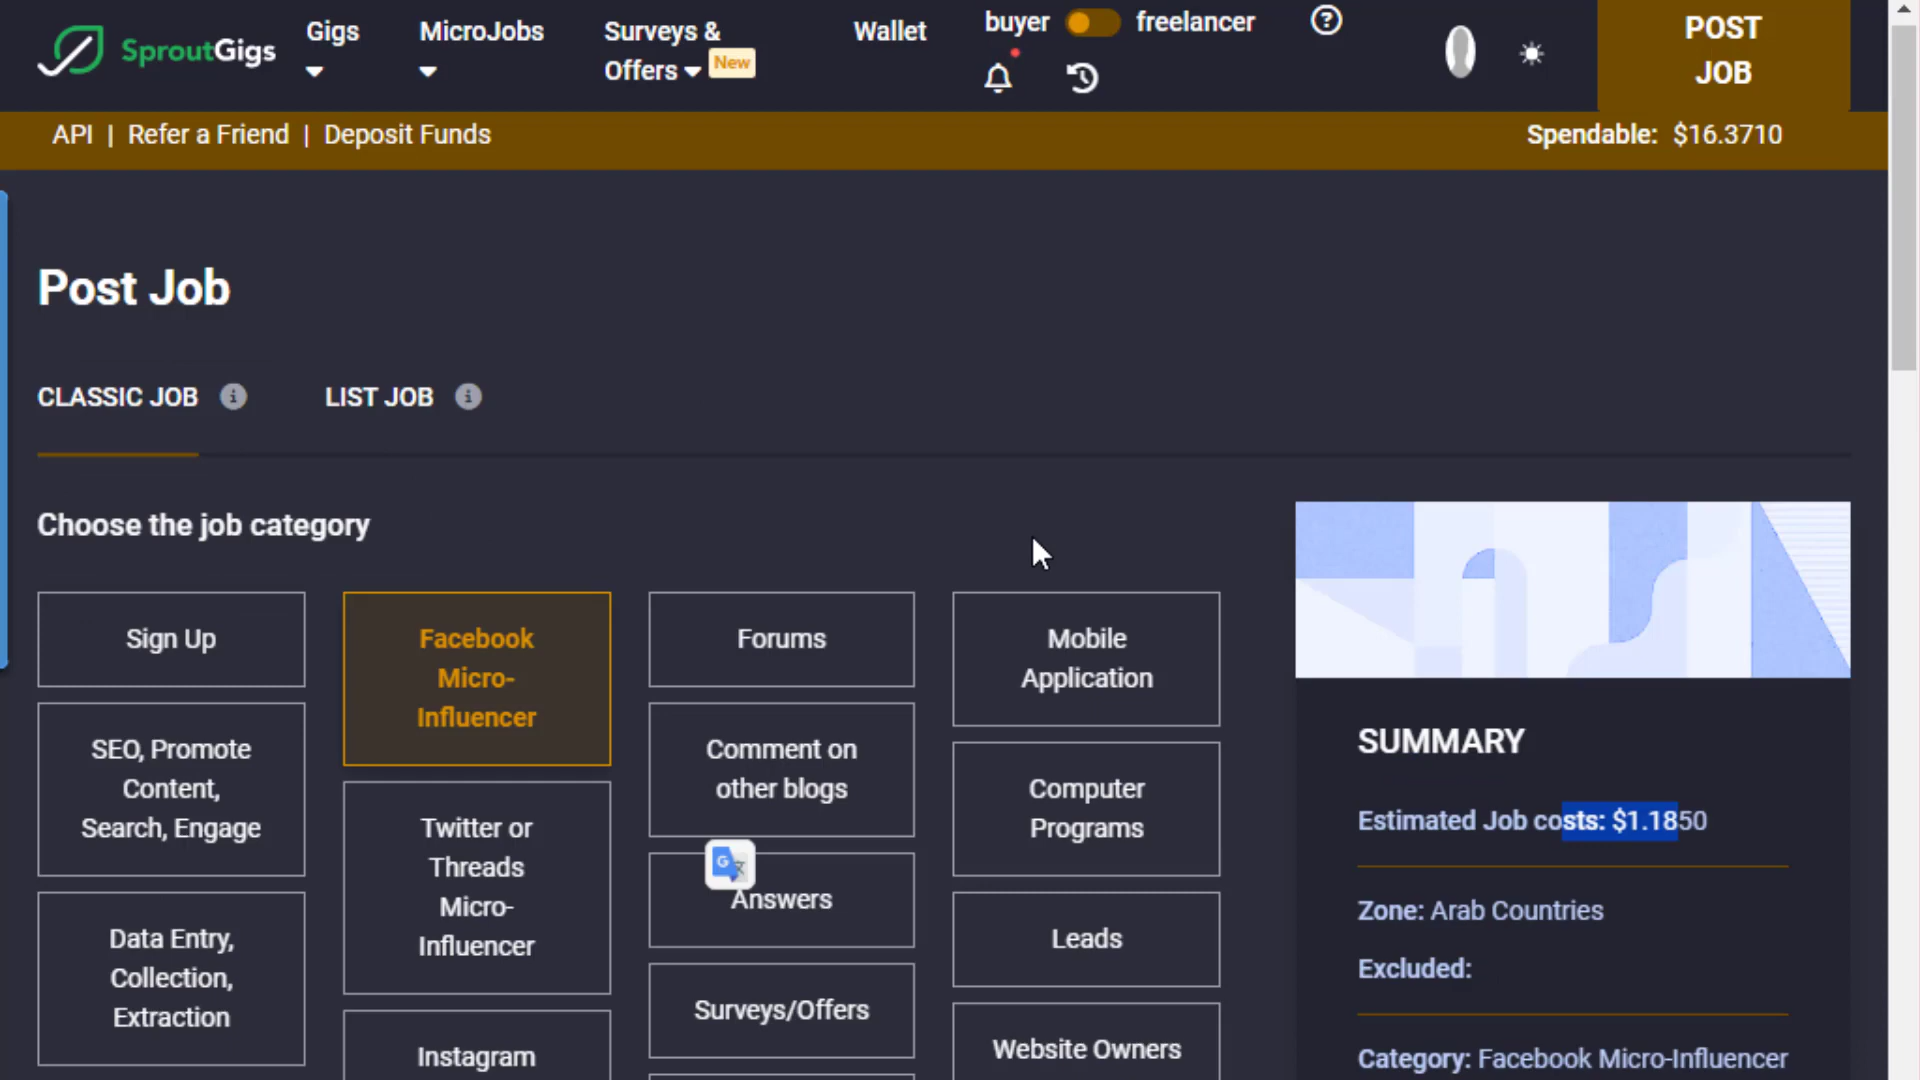 SproutGigs
Gigs
MicroJobs
Surveys &
Offers New
Wallet
buyer freelancer
POST
JOB
API | Refer a Friend | Deposit Funds
Spendable: $16.3710
Post Job
CLASSIC JOB
LIST JOB
Choose the job category
Sign Up
SEO, Promote
Content,
Search, Engage
Data Entry,
Collection,
Extraction
Facebook
Micro-
Influencer
Twitter or
Threads
Micro-
Influencer
Instagram
Forums
Comment on
other blogs
Answers
Surveys/Offers
Mobile
Application
Computer
Programs
Leads
Website Owners
SUMMARY
Estimated Job costs: $1.1850
Zone: Arab Countries
Excluded:
Category: Facebook Micro-Influencer